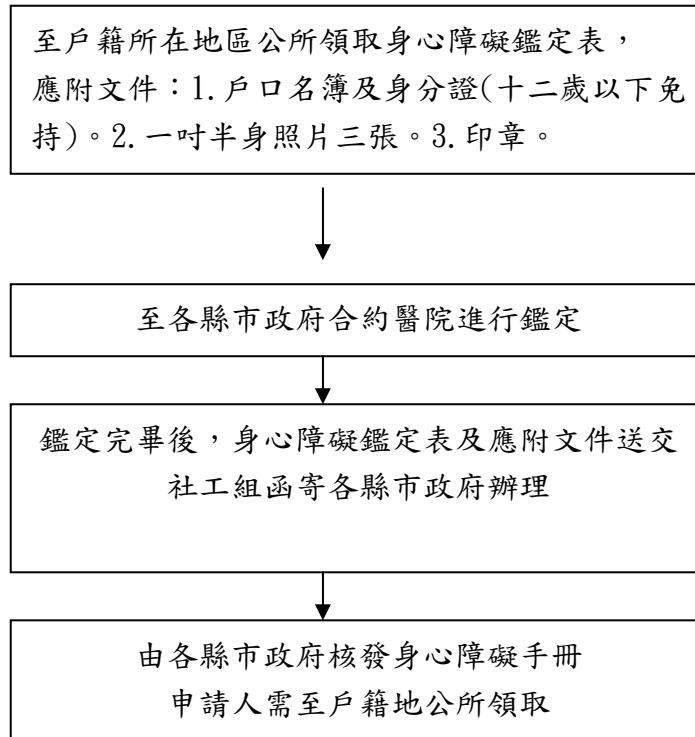 至戶籍所在地區公所領取身心障礙鑑定表，
應附文件：1.戶口名簿及身分證(十二歲以下免
持)。2.一吋半身照片三張。3.印章。
至各縣市政府合約醫院進行鑑定
鑑定完畢後，身心障礙鑑定表及應附文件送交
社工組函寄各縣市政府辦理
由各縣市政府核發身心障礙手冊
申請人需至戶籍地公所領取